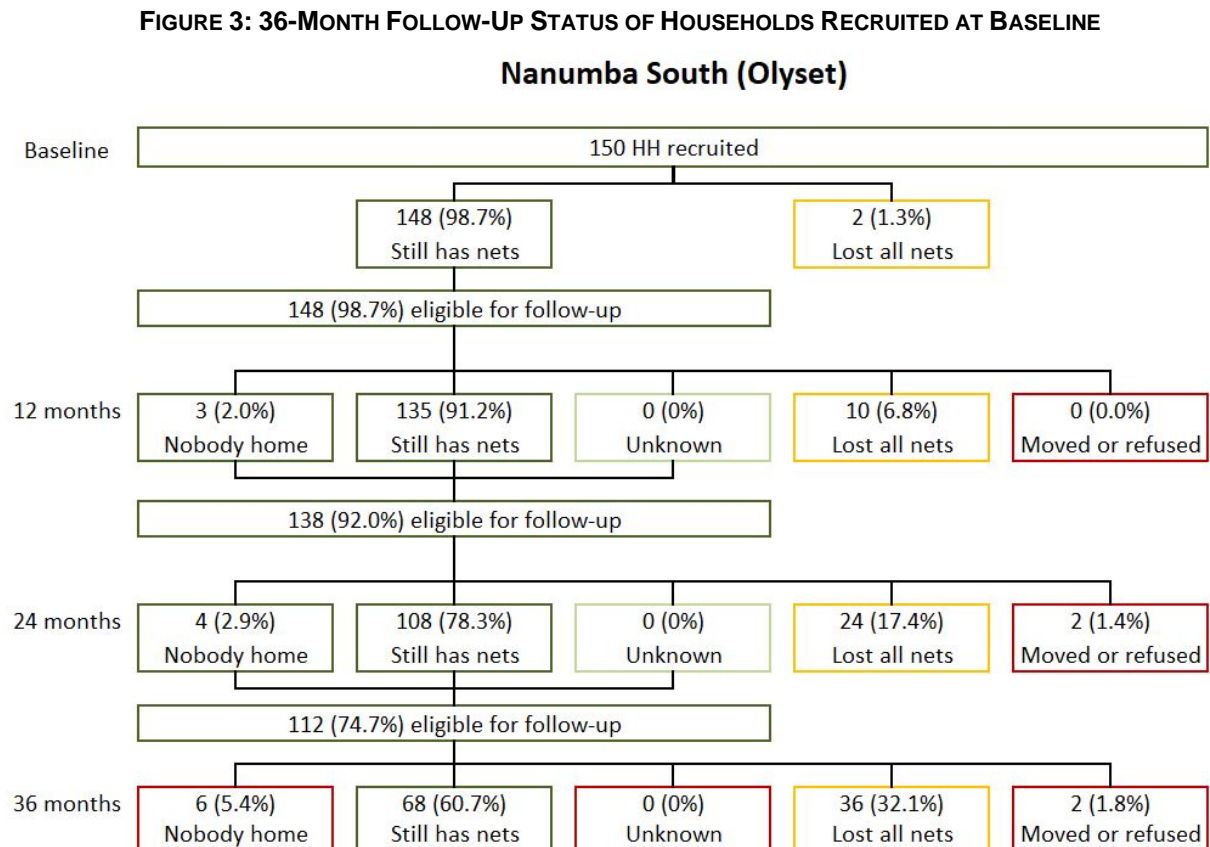 FIGURE 3: 36-MONTH FOLLOW-UP STATUS OF HOUSEHOLDS RECRUITED AT BASELINE
Nanumba South (Olyset)
Baseline
150 HH recruited
148 (98.7%)
Still has nets
2 (1.3%)
Lost all nets
148 (98.7%) eligible for follow-up
12 months
3 (2.0%)
Nobody home
135 (91.2%)
Still has nets
0 (0%)
Unknown
10 (6.8%)
Lost all nets
0 (0.0%)
Moved or refused
138 (92.0%) eligible for follow-up
24 months
4 (2.9%)
Nobody home
108 (78.3%)
Still has nets
0 (0%)
Unknown
24 (17.4%)
Lost all nets
2 (1.4%)
Moved or refused
112 (74.7%) eligible for follow-up
36 months
6 (5.4%)
Nobody home
68 (60.7%)
Still has nets
0 (0%)
Unknown
36 (32.1%)
Lost all nets
2 (1.8%)
Moved or refused